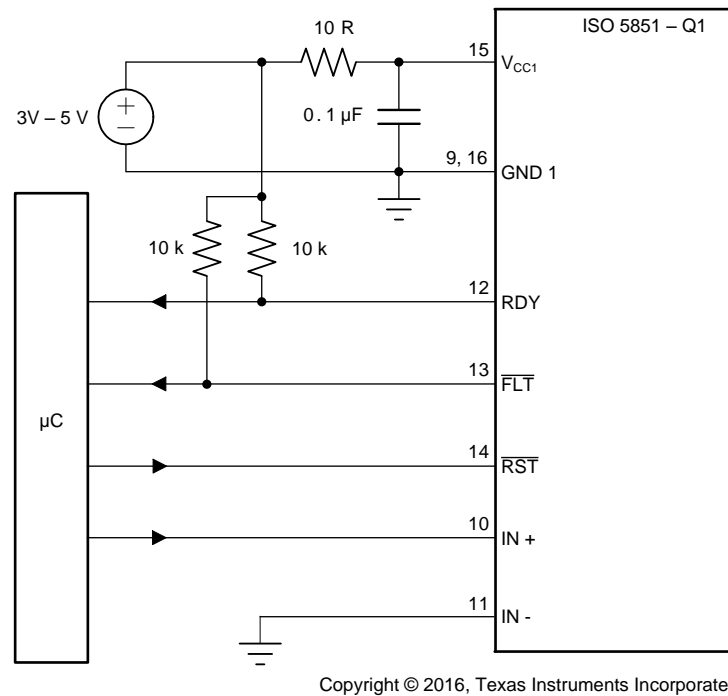 ISO 5851 – Q1
10 R
15
VCC1
3V – 5 V
0.1 µF
9, 16
GND 1
10 k
10 k
12
RDY
13
FLT
µC
14
RST
10
IN +
11
IN -
Copyright © 2016, Texas Instruments Incorporate